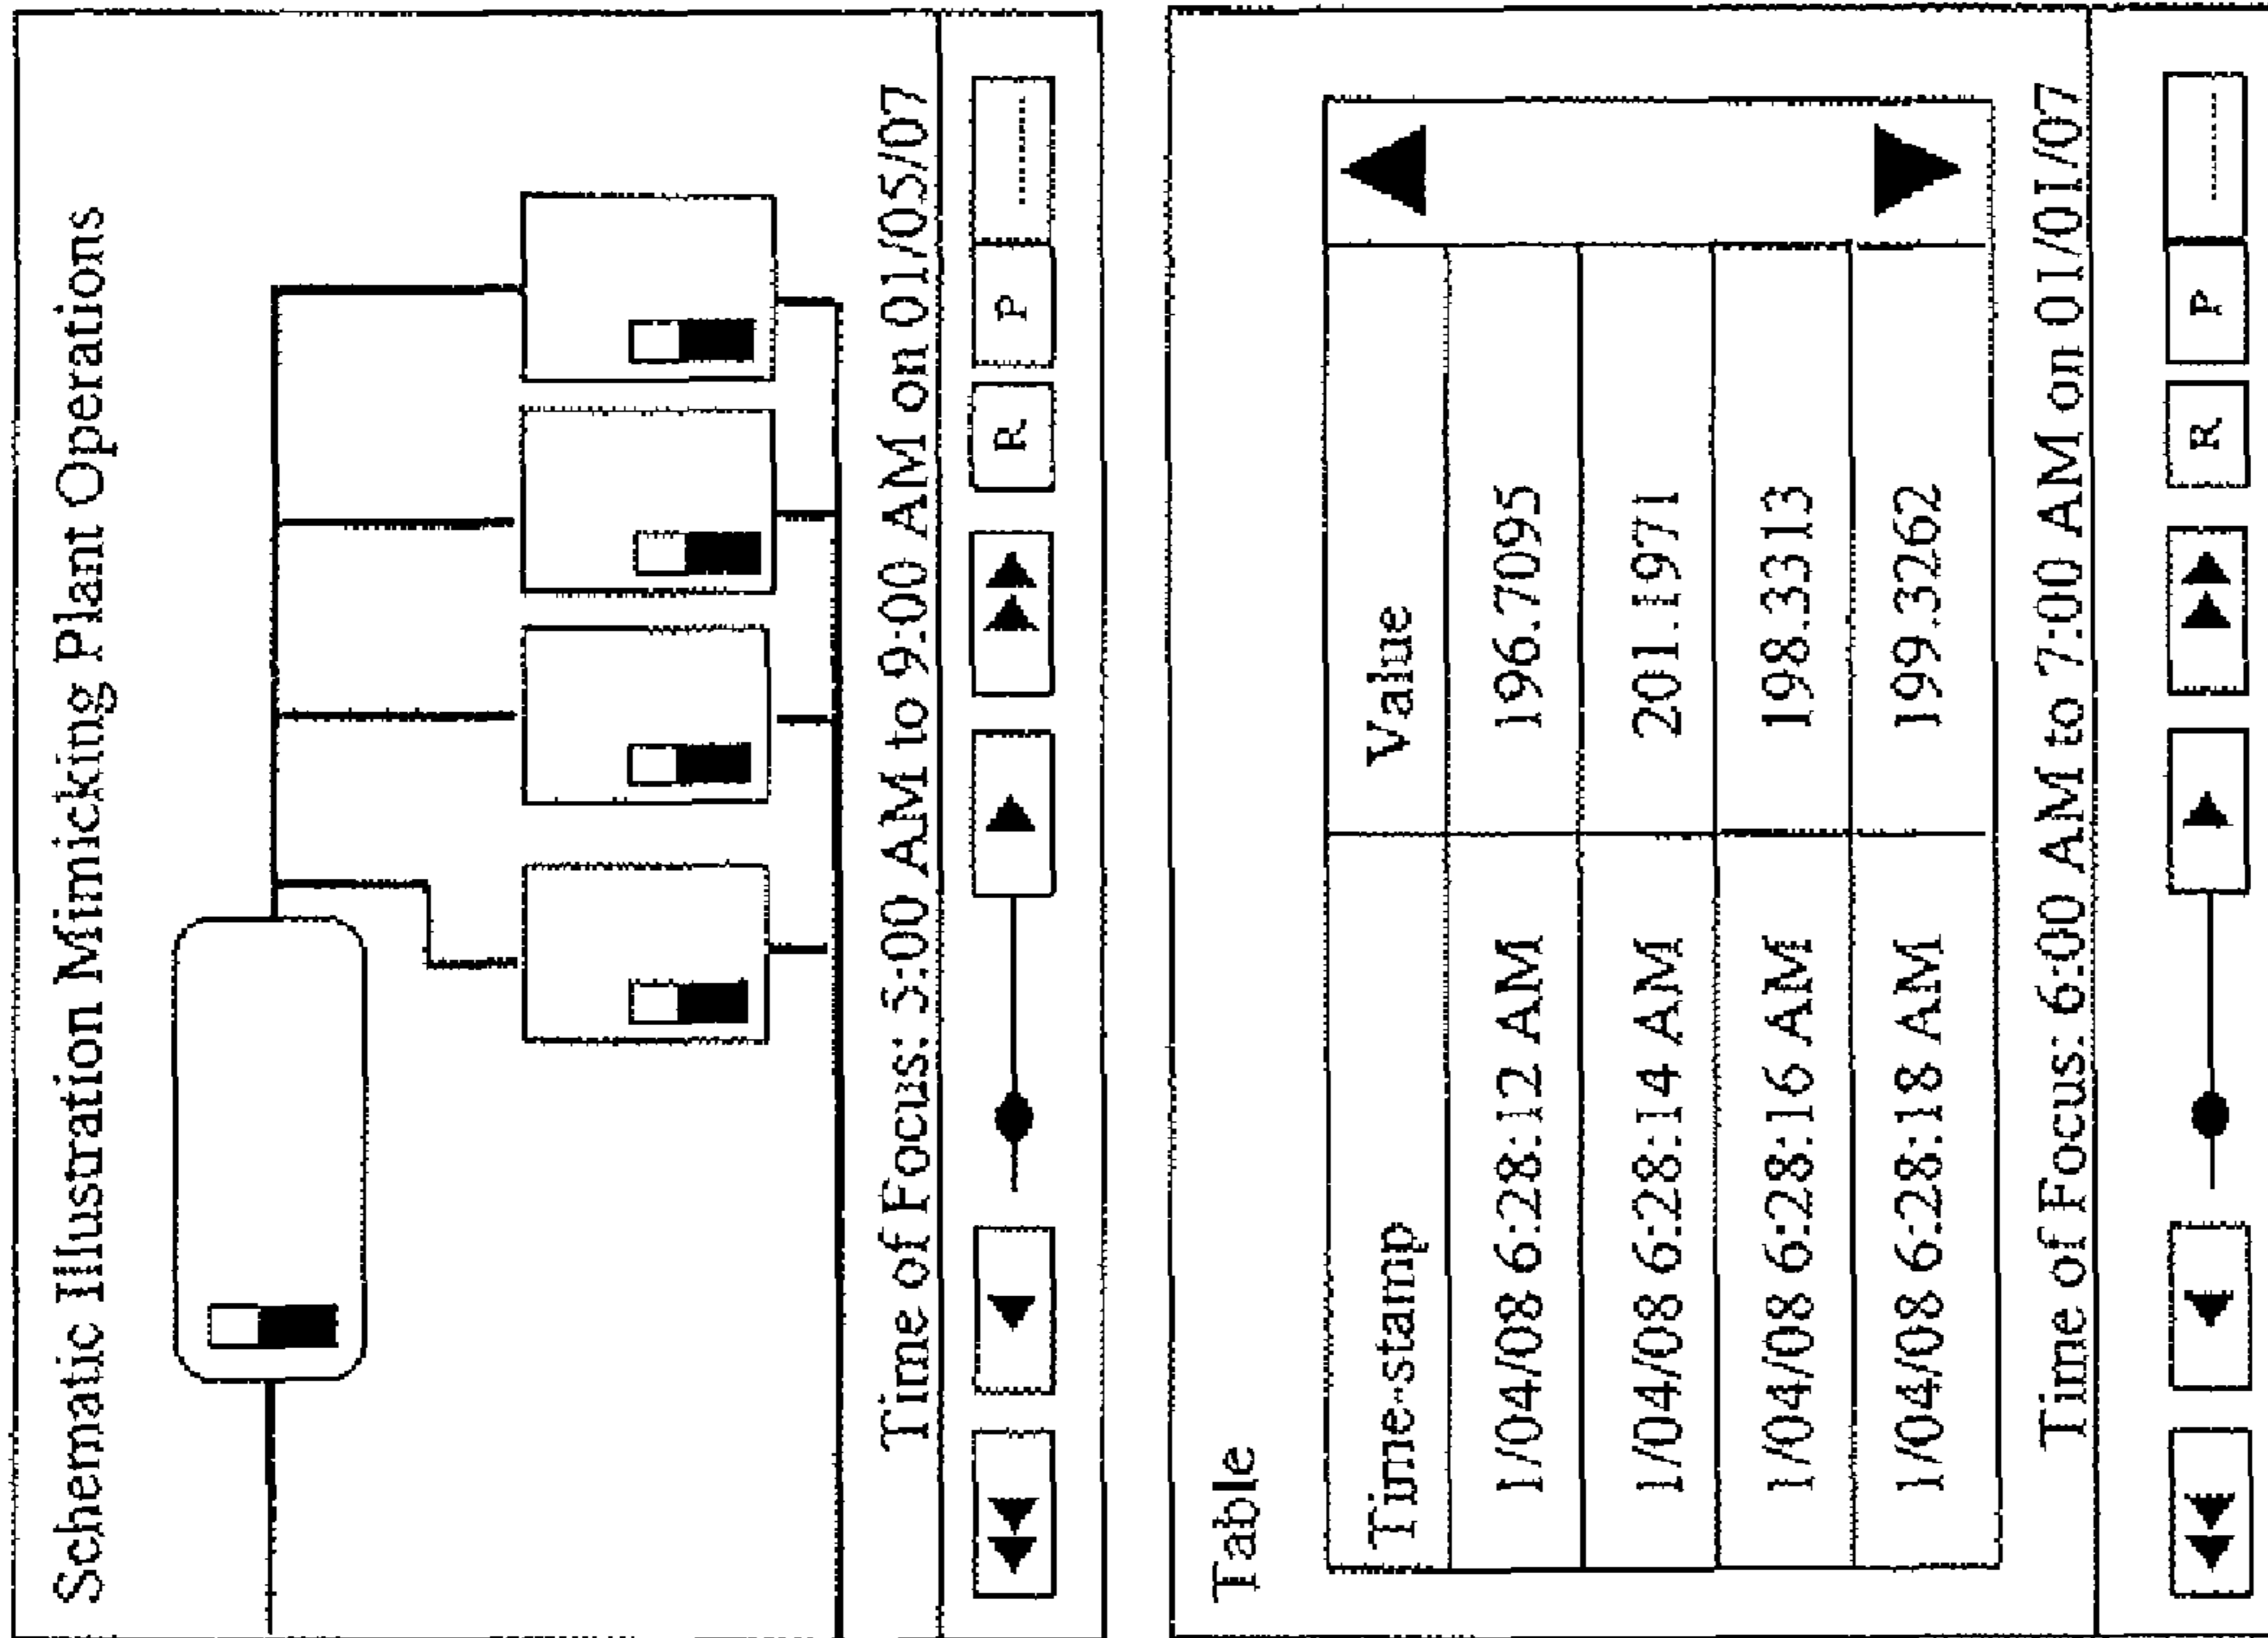 Schematic Illustration Mimicking Plant Operations
Time of Focus: 5:00 AM to 9:00 AM on 01/05/07
R P
Table
Time-stamp Value
1/04/08 6:28:12 AM 196.7095
1/04/08 6:28:14 AM 201.1971
1/04/08 6:28:16 AM 198.3313
1/04/08 6:28:18 AM 199.3262
Time of Focus: 6:00 AM to 7:00 AM on 01/01/07
R P